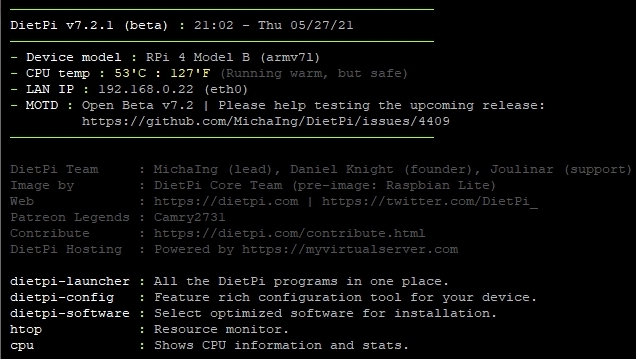 DietPi v7.2.1 (beta) : 21:02 - Thu 05/27/21
- Device model : RPi 4 Model B (armv7l)
- CPU temp : 53'C : 127'F (Running warm, but safe)
- LAN IP : 192.168.0.22 (eth0)
- MOTD : Open Beta v7.2 | Please help testing the upcoming release:
https://github.com/MichaIng/DietPi/issues/4409
DietPi Team : MichaIng (lead), Daniel Knight (founder), Joulinar (support)
Image by : DietPi Core Team (pre-image: Raspbian Lite)
Web : https://dietpi.com | https://twitter.com/DietPi_
Patreon Legends : Camry2731
Contribute : https://dietpi.com/contribute.html
DietPi Hosting : Powered by https://myvirtualserver.com
dietpi-launcher : All the DietPi programs in one place.
dietpi-config : Feature rich configuration tool for your device.
dietpi-software : Select optimized software for installation.
htop : Resource monitor.
cpu : Shows CPU information and stats.